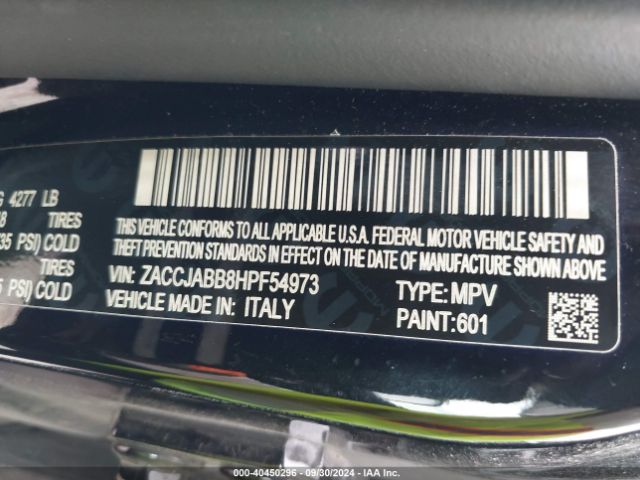 G 4277 LB
TIRES
35 PSI) COLD
TIRES
PSI) COLD
THIS VEHICLE CONFORMS TO ALL APPLICABLE U.S.A. FEDERAL MOTOR VEHICLE SAFETY AND
THEFT PREVENTION STANDARDS IN EFFECT ON THE DATE OF MANUFACTURE SHOWN ABOVE
VIN: ZACCJABB8HPF54973 TYPE: MPV
VEHICLE MADE IN: ITALY PAINT:601
MOPAR
000-40450296 - 09/30/2024 - IAA Inc.